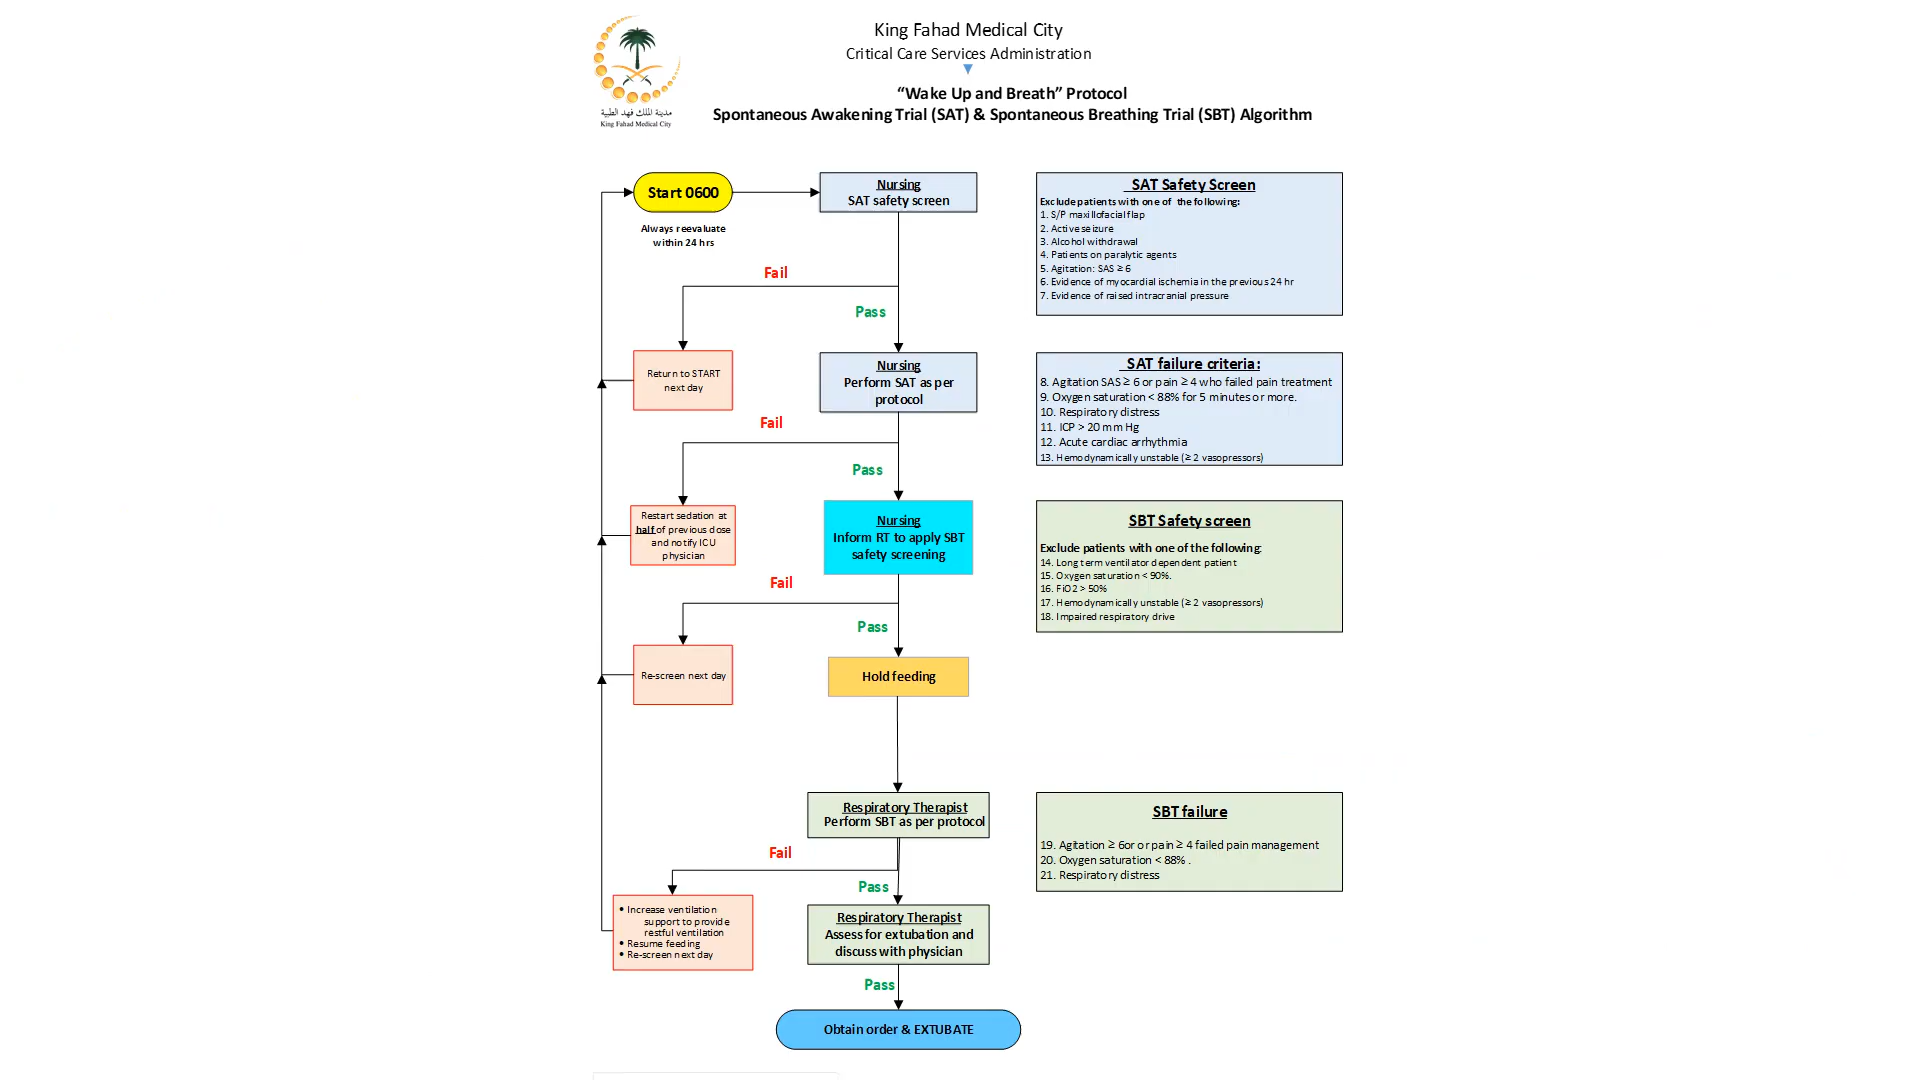 مدينة الملك فهد الطبية
King Fahad Medical City
King Fahad Medical City
Critical Care Services Administration
“Wake Up and Breath” Protocol
Spontaneous Awakening Trial (SAT) & Spontaneous Breathing Trial (SBT) Algorithm
Start 0600
Always reevaluate
within 24 hrs
Nursing
SAT safety screen
SAT Safety Screen
Exclude patients with one of the following:
1. S/P maxillofacial flap
2. Active seizure
3. Alcohol withdrawal
4. Patients on paralytic agents
5. Agitation: SAS ≥ 6
6. Evidence of myocardial ischemia in the previous 24 hr
7. Evidence of raised intracranial pressure
Fail
Pass
Return to START
next day
Nursing
Perform SAT as per
protocol
SAT failure criteria:
8. Agitation SAS ≥ 6 or pain ≥ 4 who failed pain treatment
9. Oxygen saturation < 88% for 5 minutes or more.
10. Respiratory distress
11. ICP > 20 mm Hg
12. Acute cardiac arrhythmia
13. Hemodynamically unstable (≥ 2 vasopressors)
Fail
Pass
Restart sedation at
half of previous dose
and notify ICU
physician
Nursing
Inform RT to apply SBT
safety screening
SBT Safety screen
Exclude patients with one of the following:
14. Long term ventilator dependent patient
15. Oxygen saturation < 90%.
16. FiO2 > 50%
17. Hemodynamically unstable (≥ 2 vasopressors)
18. Impaired respiratory drive
Fail
Pass
Re-screen next day
Hold feeding
Respiratory Therapist
Perform SBT as per protocol
SBT failure
19. Agitation ≥ 6or or pain ≥ 4 failed pain management
20. Oxygen saturation < 88% .
21. Respiratory distress
Fail
Pass
• Increase ventilation
support to provide
restful ventilation
• Resume feeding
• Re-screen next day
Respiratory Therapist
Assess for extubation and
discuss with physician
Pass
Obtain order & EXTUBATE